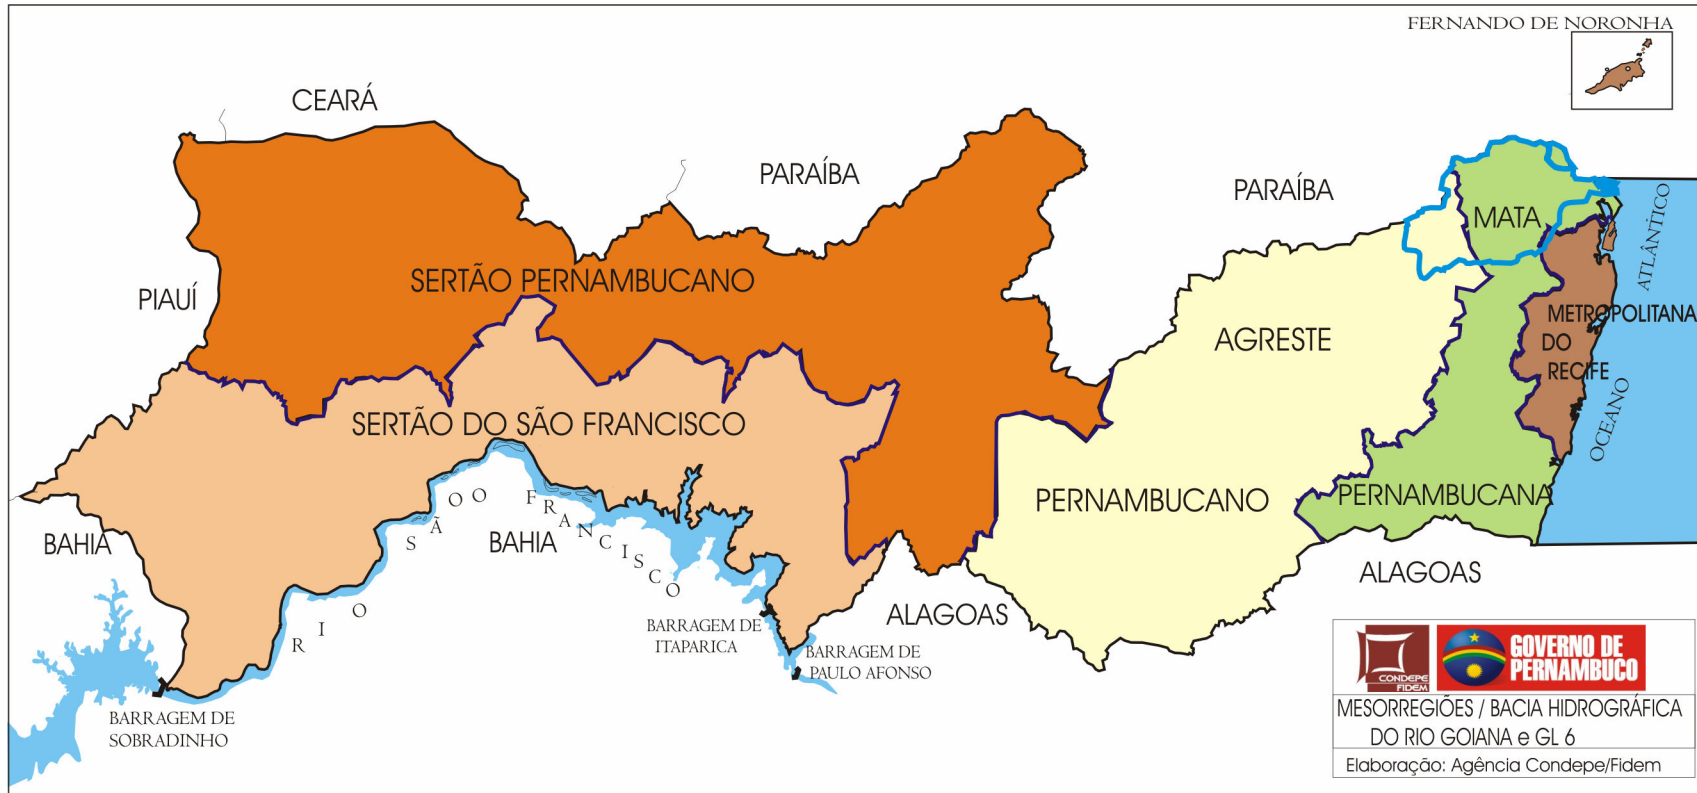 FERNANDO DE NORONHA
CEARÁ
PARAÍBA
PARAÍBA
MATA
ATLÂNTICO
SERTÃO PERNAMBUCANO
PIAUÍ
AGRESTE
METROPOLITANA
DO
RECIFE
OCEANO
SERTÃO DO SÃO FRANCISCO
PERNAMBUCANO
PERNAMBUCANA
BAHIA
BAHIA
RIO SÃOO FRANCISCO
ALAGOAS
ALAGOAS
BARRAGEM DE
ITAPARICA
BARRAGEM DE
PAULO AFONSO
BARRAGEM DE
SOBRADINHO
CONDEPE
FIDEM
GOVERNO DE
PERNAMBUCO
MESORREGIÕES / BACIA HIDROGRÁFICA
DO RIO GOIANA e GL 6
Elaboração: Agência Condepe/Fidem